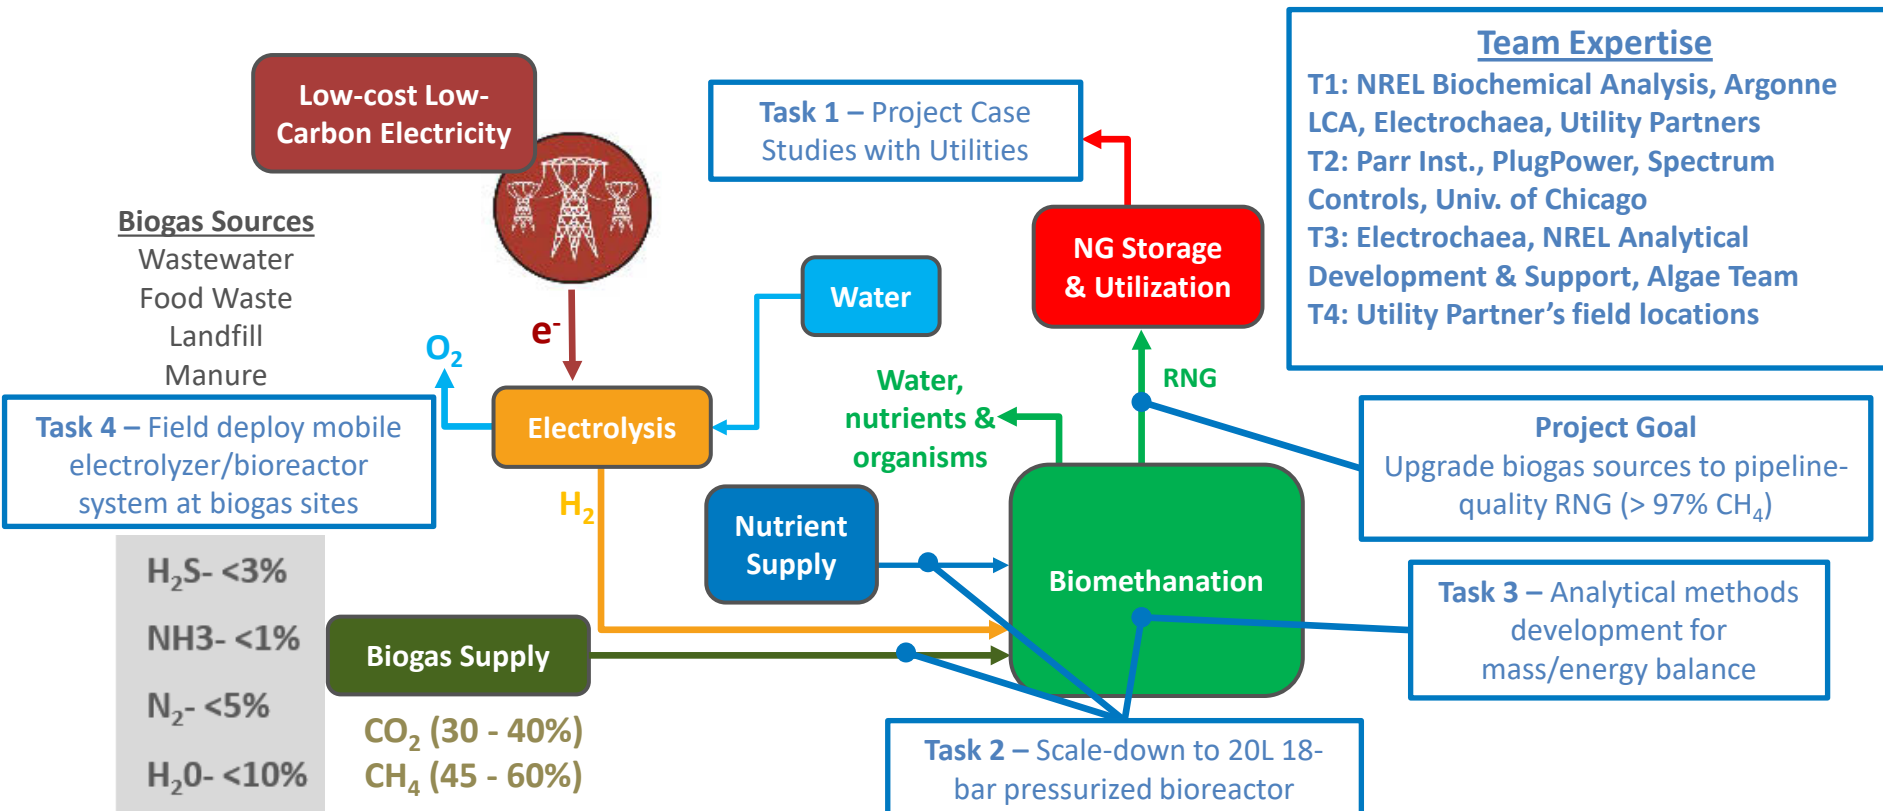 Low-cost Low-
Carbon Electricity
Task 1 – Project Case
Studies with Utilities
Team Expertise
T1: NREL Biochemical Analysis, Argonne
LCA, Electrochaea, Utility Partners
T2: Parr Inst., PlugPower, Spectrum
Controls, Univ. of Chicago
T3: Electrochaea, NREL Analytical
Development & Support, Algae Team
T4: Utility Partner’s field locations
Biogas Sources
Wastewater
Food Waste
Landfill
Manure
NG Storage
& Utilization
Water
e-
O2
RNG
Water,
nutrients &
organisms
Task 4 – Field deploy mobile
electrolyzer/bioreactor
system at biogas sites
Electrolysis
Project Goal
Upgrade biogas sources to pipeline-
quality RNG (> 97% CH4)
H2
Nutrient
Supply
Biomethanation
Task 3 – Analytical methods
development for
mass/energy balance
H2S- <3%
NH3- <1%
N2- <5%
H20- <10%
Biogas Supply
CO2 (30 - 40%)
CH4 (45 - 60%)
Task 2 – Scale-down to 20L 18-
bar pressurized bioreactor